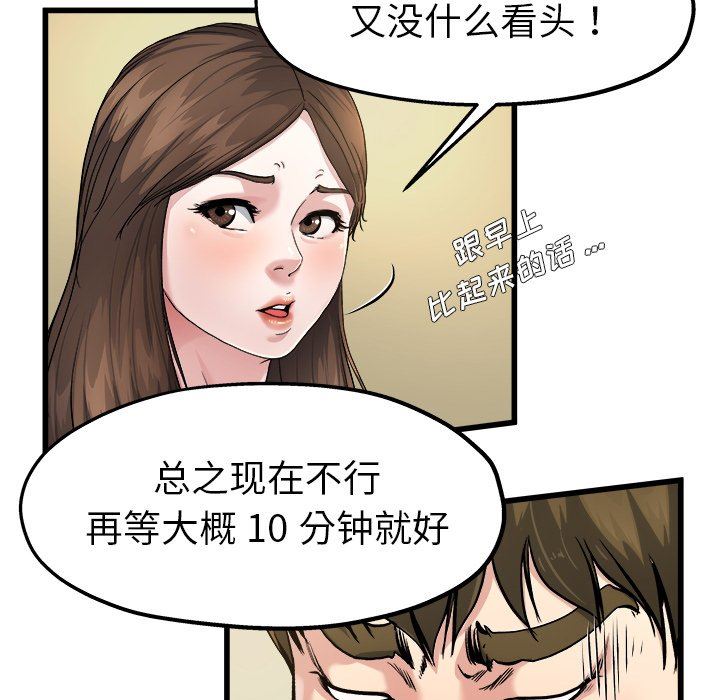 又没什么看头！
跟早上
比起来的话…
总之现在不行
再等大概 10 分钟就好